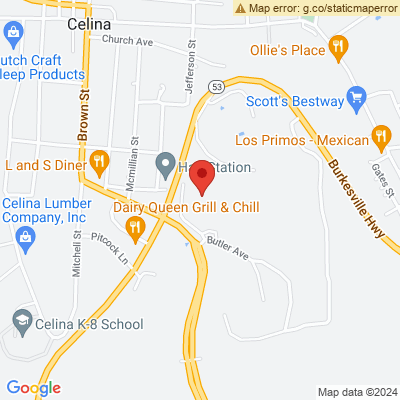 Map error: g.co/staticmaperror
Celina
Church Ave
Jefferson St
Ollie's Place
utch Craft
leep Products
Brown St
53
Scott's Bestway
Mcmillian St
Los Primos - Mexican
L and S Diner
Station
Burkesville Hwy
Gates St
Celina Lumber
Company, Inc
Dairy Queen Grill & Chill
Mitchell St
Pitcock Ln
Butler Ave
Celina K-8 School
Google
Map data ©2024